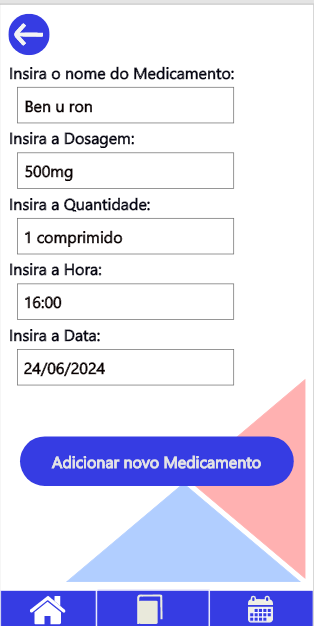 Insira o nome do Medicamento:
Ben u ron
Insira a Dosagem:
500mg
Insira a Quantidade:
1 comprimido
Insira a Hora:
16:00
Insira a Data:
24/06/2024
Adicionar novo Medicamento